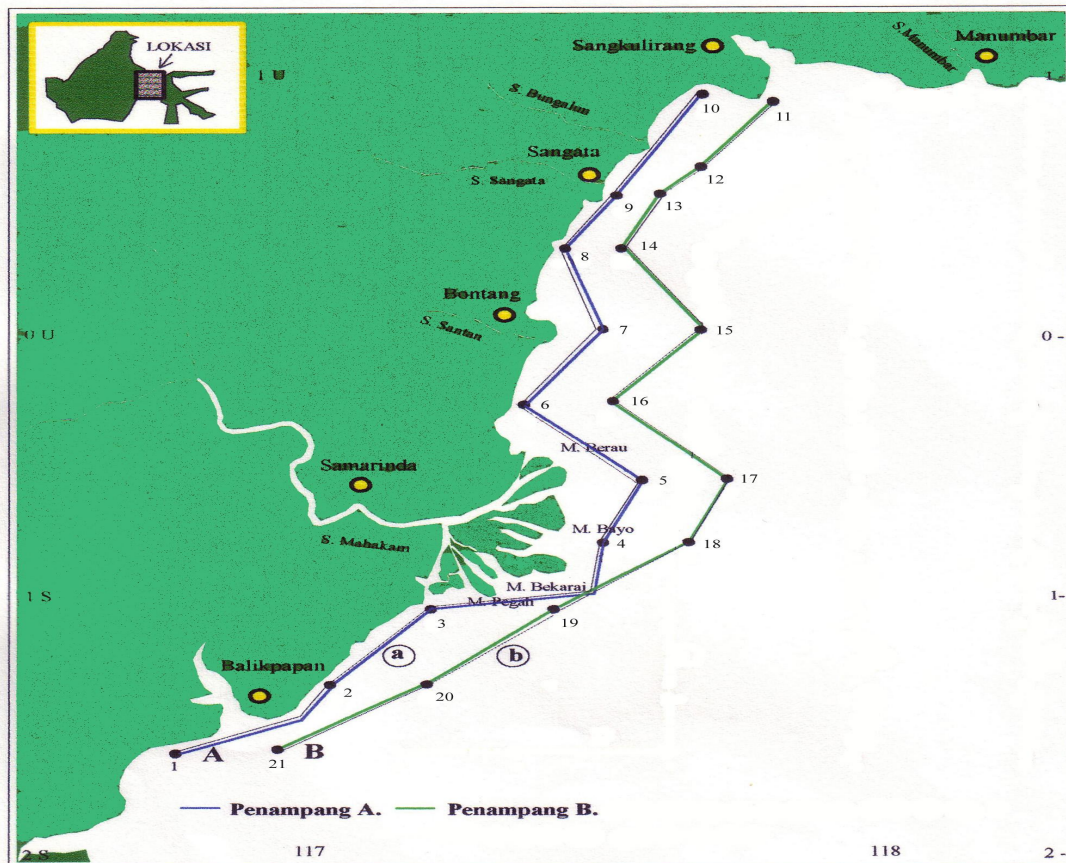 LOKASI
Sangkulirang
S.Manumbar
Manumbar
1 U
1 -
S. Bungalun
10
11
Sangata
12
S. Sangata
9
13
8
14
Bontang
7
15
S. Santan
0 U
0 -
6
16
M. Berau
Samarinda
5
17
M. Bayo
4
18
S. Mahakam
M. Bekarai
1 S
1-
M. Pegah
3
19
a
b
Balikpapan
2
20
1
A
21
B
Penampang A.
Penampang B.
2 S
117
118
2 -